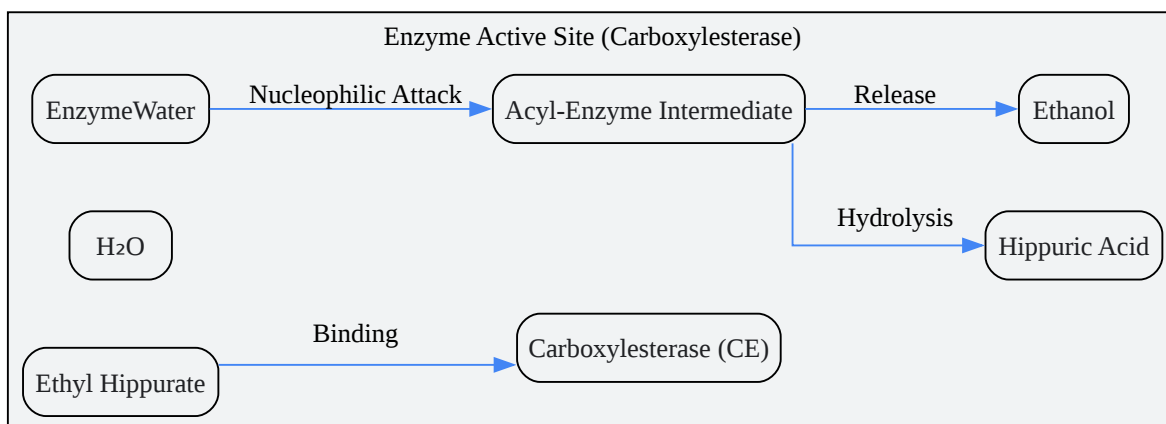 Enzyme Active Site (Carboxylesterase)
EnzymeWater
Nucleophilic Attack
Acyl-Enzyme Intermediate
Release
Ethanol
H₂O
Hydrolysis
Hippuric Acid
Binding
Carboxylesterase (CE)
Ethyl Hippurate